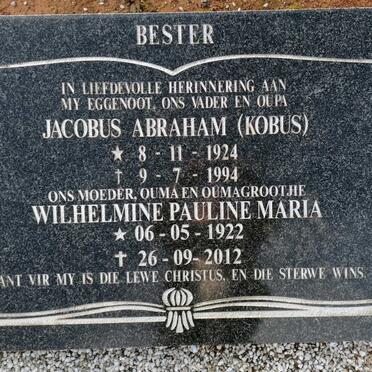 BESTER
IN LIEFDEVOLLE HERINNERING AAN
MY EGGENOOT, ONS VADER EN OUPA
JACOBUS ABRAHAM (KOBUS)
★ 8 - 11 - 1924
✝ 9 - 7 - 1994
ONS MOEDER, OUMA EN OUMAGROOTJIE
WILHELMINE PAULINE MARIA
★ 06 - 05 - 1922
✝ 26 - 09 - 2012
ANT VIR MY IS DIE LEWE CHRISTUS, EN DIE STERWE WINS